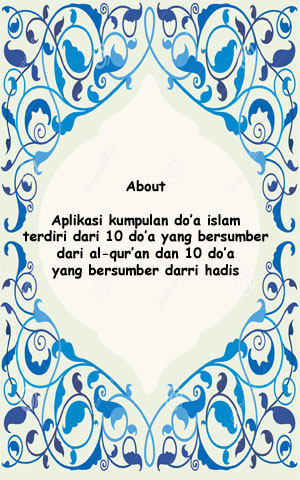 About
Aplikasi kumpulan do'a islam
terdiri dari 10 do'a yang bersumber
dari al-qur'an dan 10 do'a
yang bersumber darri hadis